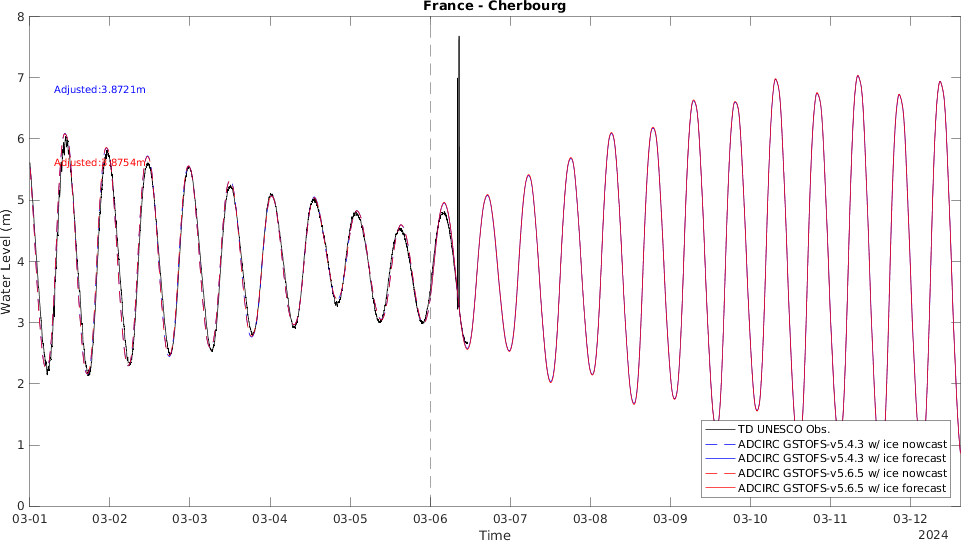 France - Cherbourg
8
7
6
5
4
3
2
1
0
Water Level (m)
Adjusted:3.8721m
Adjusted:3.8754m
TD UNESCO Obs.
ADCIRC GSTOFS-v5.4.3 w/ ice nowcast
ADCIRC GSTOFS-v5.4.3 w/ ice forecast
ADCIRC GSTOFS-v5.6.5 w/ ice nowcast
ADCIRC GSTOFS-v5.6.5 w/ ice forecast
03-01 03-02 03-03 03-04 03-05 03-06 03-07 03-08 03-09 03-10 03-11 03-12
Time
2024